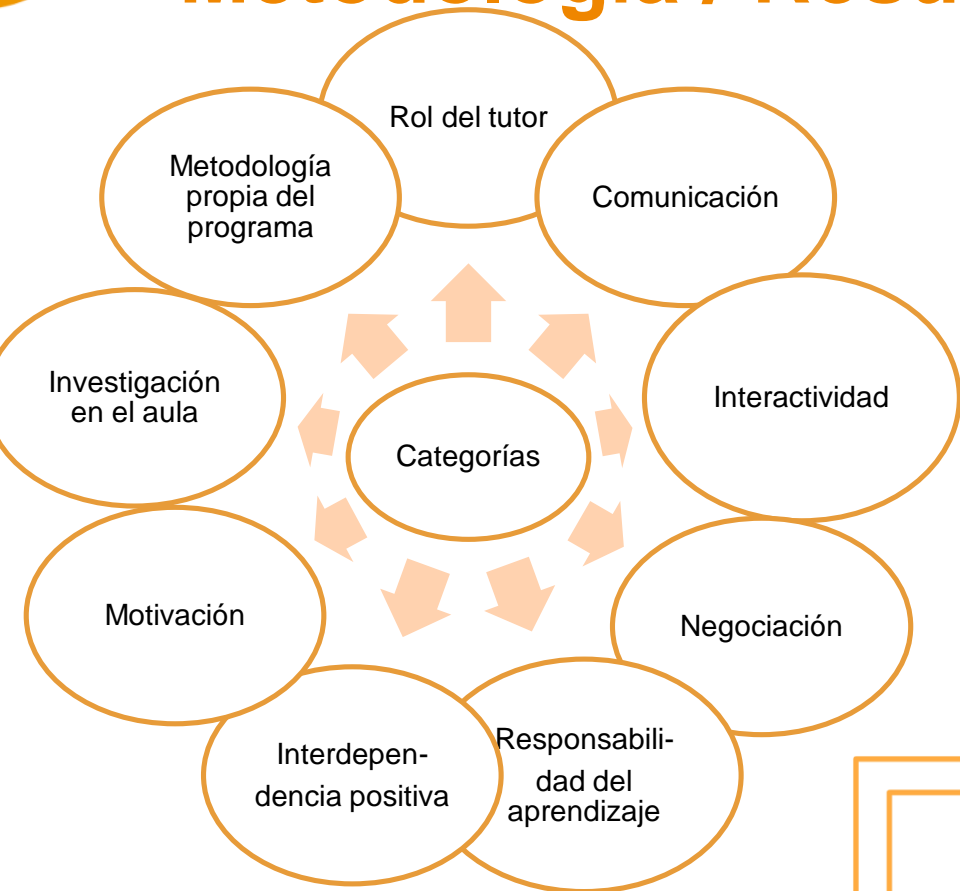 Rol del tutor
Comunicación
Interactividad
Negociación
Responsabili-
dad del
aprendizaje
Interdepen-
dencia positiva
Motivación
Investigación
en el aula
Metodología
propia del
programa
Categorías